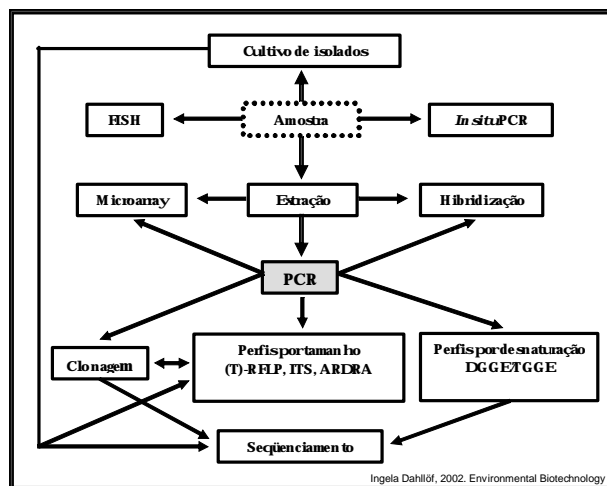 Cultivo de isolados
FISH
Amostra
In situ PCR
Microarray
Extração
Hibridização
PCR
Clonagem
Perfis por tamanho
(T)-RFLP, ITS, ARDRA
Perfis por desnaturação
DGGE/TGGE
Seqüenciamento
Ingela Dahllöf, 2002. Environmental Biotechnology